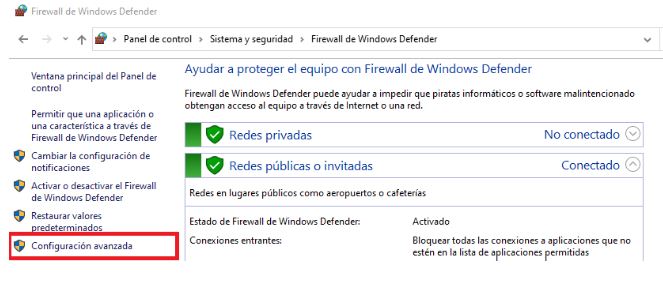 Firewall de Windows Defender
Panel de control > Sistema y seguridad > Firewall de Windows Defender
Ventana principal del Panel de
control
Permitir que una aplicación o
una característica a través de
Firewall de Windows Defender
Cambiar la configuración de
notificaciones
Activar o desactivar el Firewall
de Windows Defender
Restaurar valores
predeterminados
Configuración avanzada
Ayudar a proteger el equipo con Firewall de Windows Defender
Firewall de Windows Defender puede ayudar a impedir que piratas informáticos o software malintencionado
obtengan acceso al equipo a través de Internet o una red.
Redes privadas No conectado
Redes públicas o invitadas Conectado
Redes en lugares públicos como aeropuertos o cafeterías
Estado de Firewall de Windows Defender: Activado
Conexiones entrantes: Bloquear todas las conexiones a aplicaciones que no
estén en la lista de aplicaciones permitidas